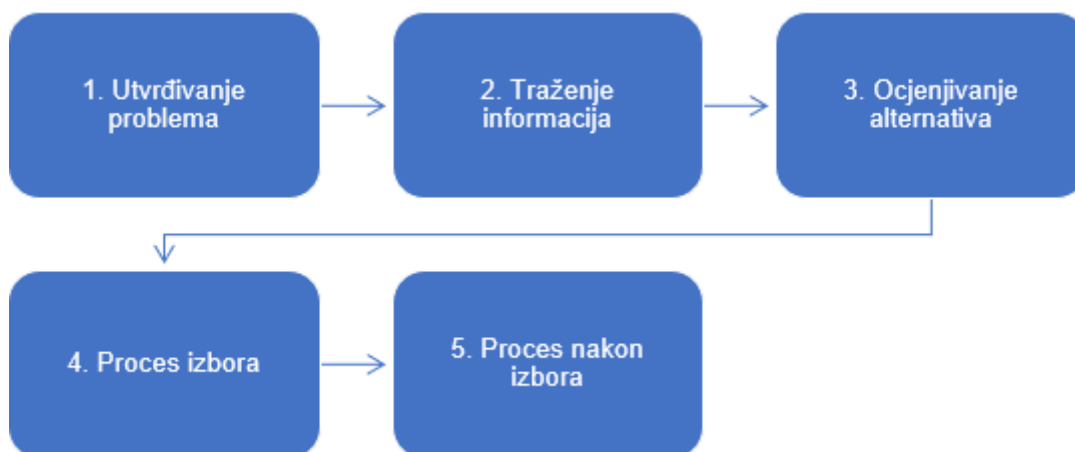 1. Utvrđivanje
problema
2. Traženje
informacija
3. Ocjenjivanje
alternativa
4. Proces izbora
5. Proces nakon
izbora